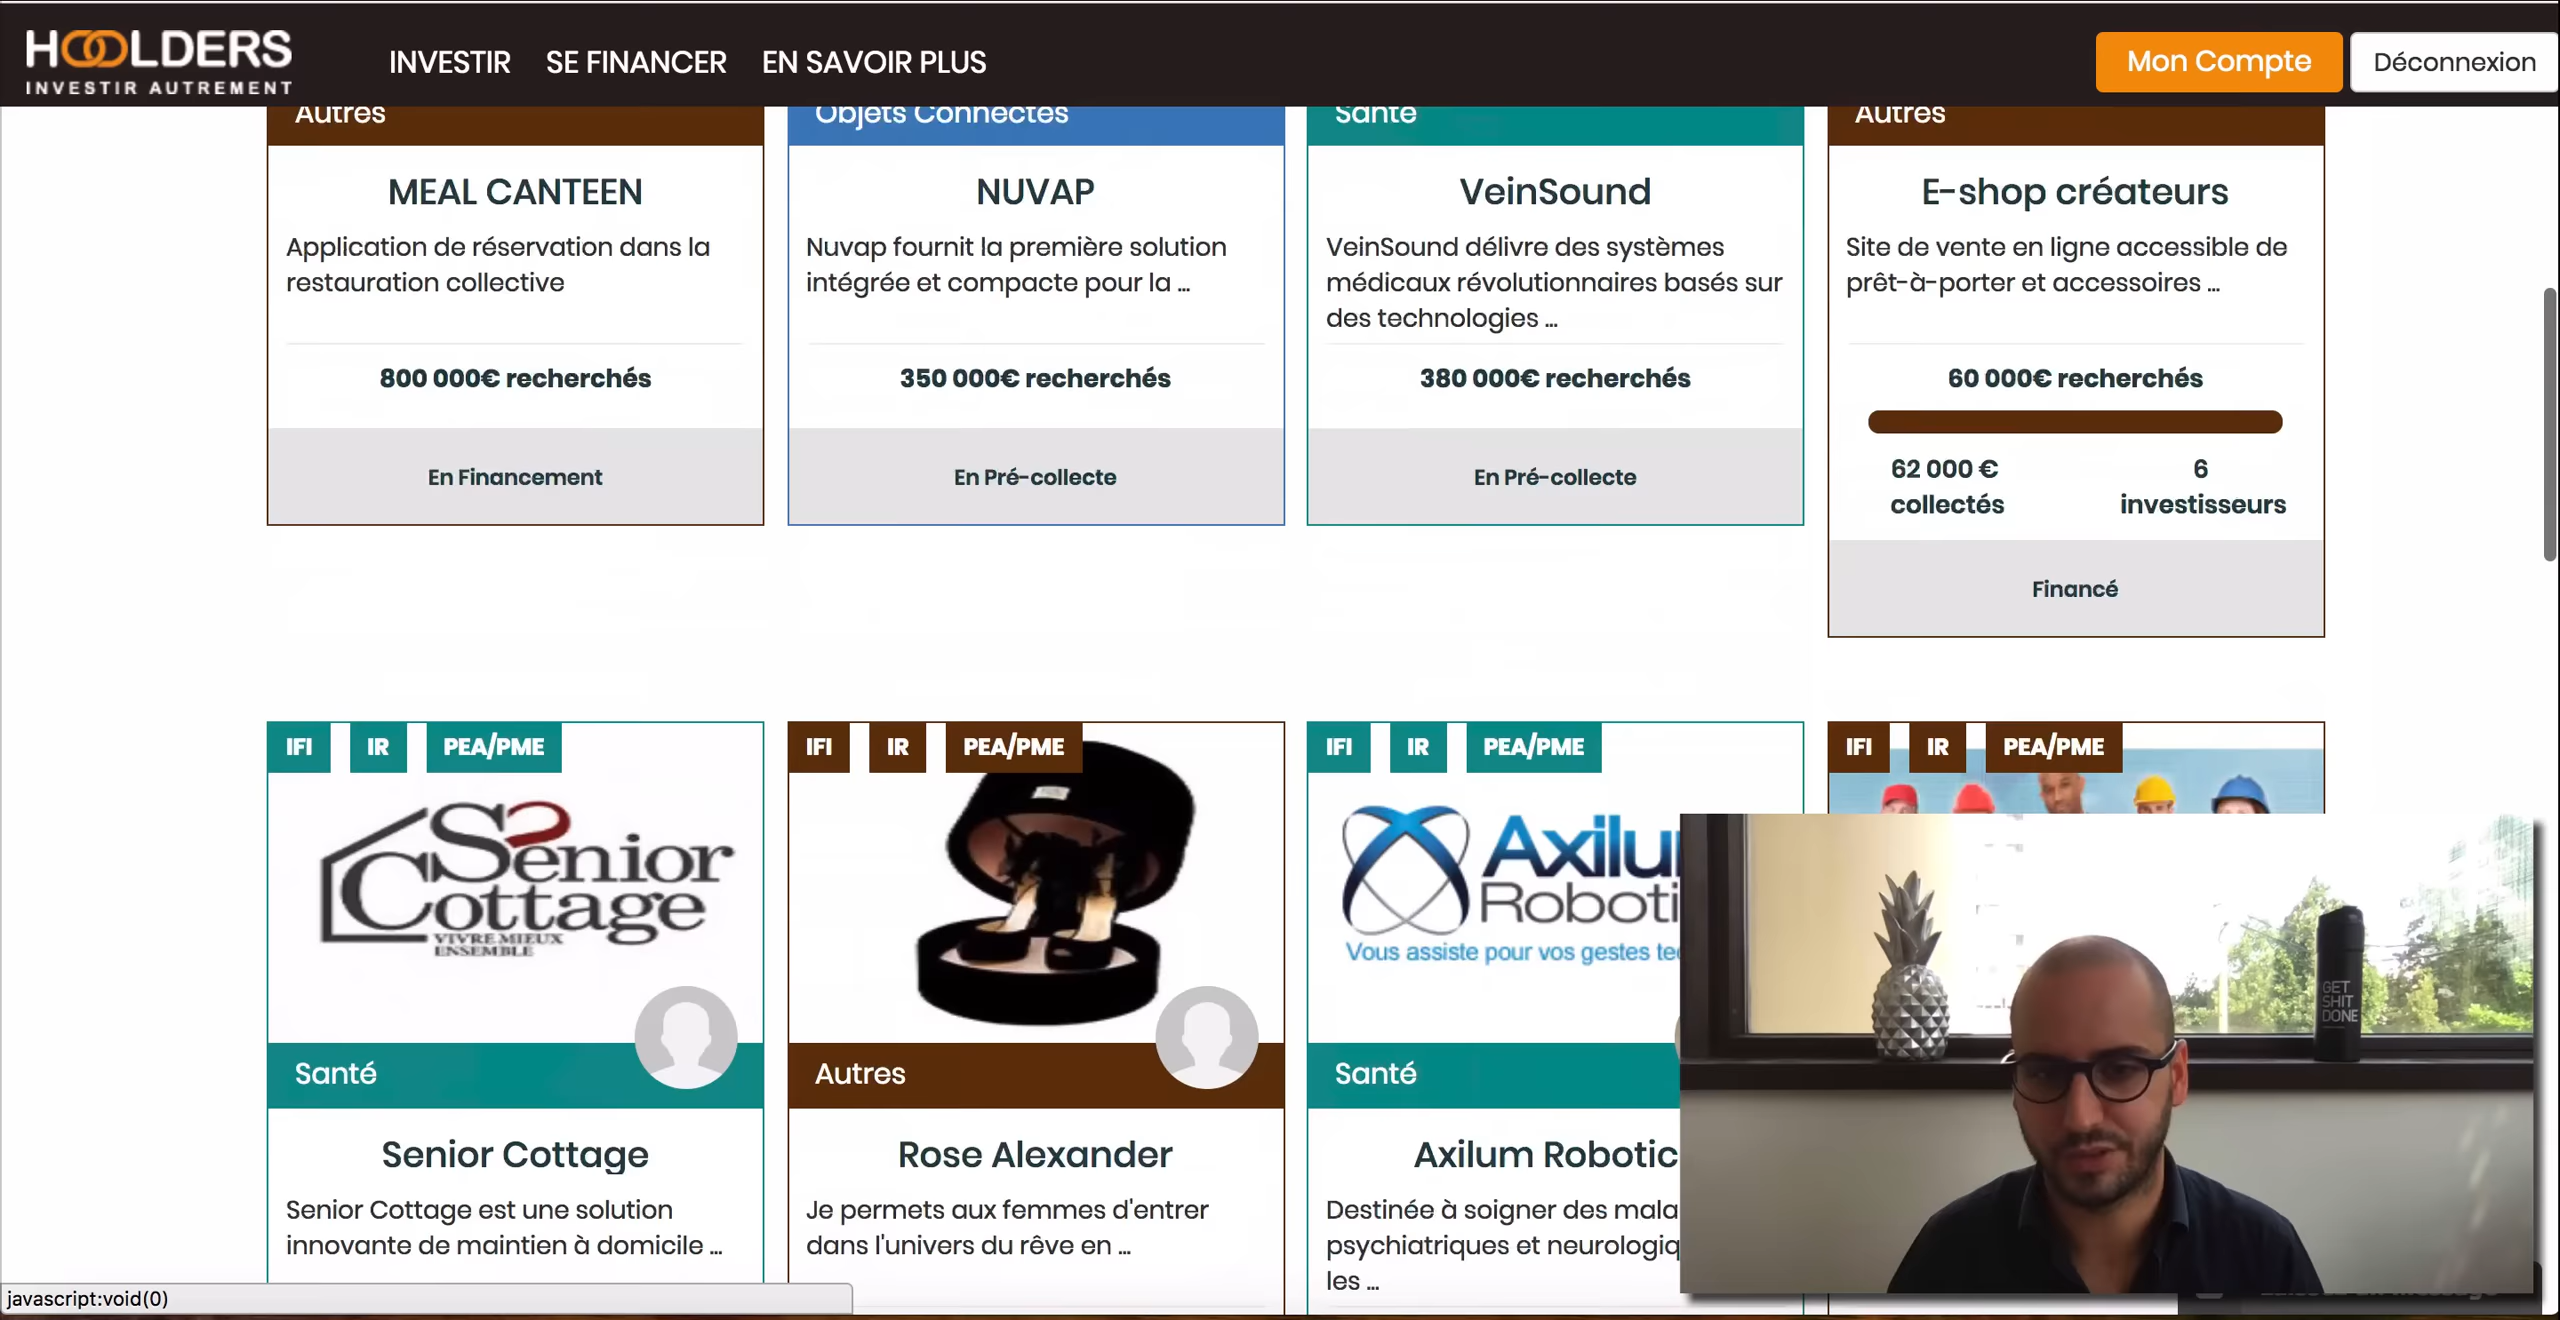 HOOLDERS
INVESTIR AUTREMENT
INVESTIR SE FINANCER EN SAVOIR PLUS
Mon Compte Déconnexion
Autres
Objets Connectés
Santé
Autres
MEAL CANTEEN
Application de réservation dans la
restauration collective
800 000€ recherchés
En Financement
NUVAP
Nuvap fournit la première solution
intégrée et compacte pour la ...
350 000€ recherchés
En Pré-collecte
VeinSound
VeinSound délivre des systèmes
médicaux révolutionnaires basés sur
des technologies ...
380 000€ recherchés
En Pré-collecte
E-shop créateurs
Site de vente en ligne accessible de
prêt-à-porter et accessoires ...
60 000€ recherchés
62 000 €
collectés
6
investisseurs
Financé
IFI IR PEA/PME
Senior
Cottage
VIVRE MIEUX
ENSEMBLE
Santé
Senior Cottage
Senior Cottage est une solution
innovante de maintien à domicile ...
IFI IR PEA/PME
Autres
Rose Alexander
Je permets aux femmes d'entrer
dans l'univers du rêve en ...
IFI IR PEA/PME
Axilu
Roboti
Vous assiste pour vos gestes te
Santé
Axilum Robotic
Destinée à soigner des mala
psychiatriques et neurologiq
les ...
IFI IR PEA/PME
GET
SHIT
DONE
javascript:void(0)